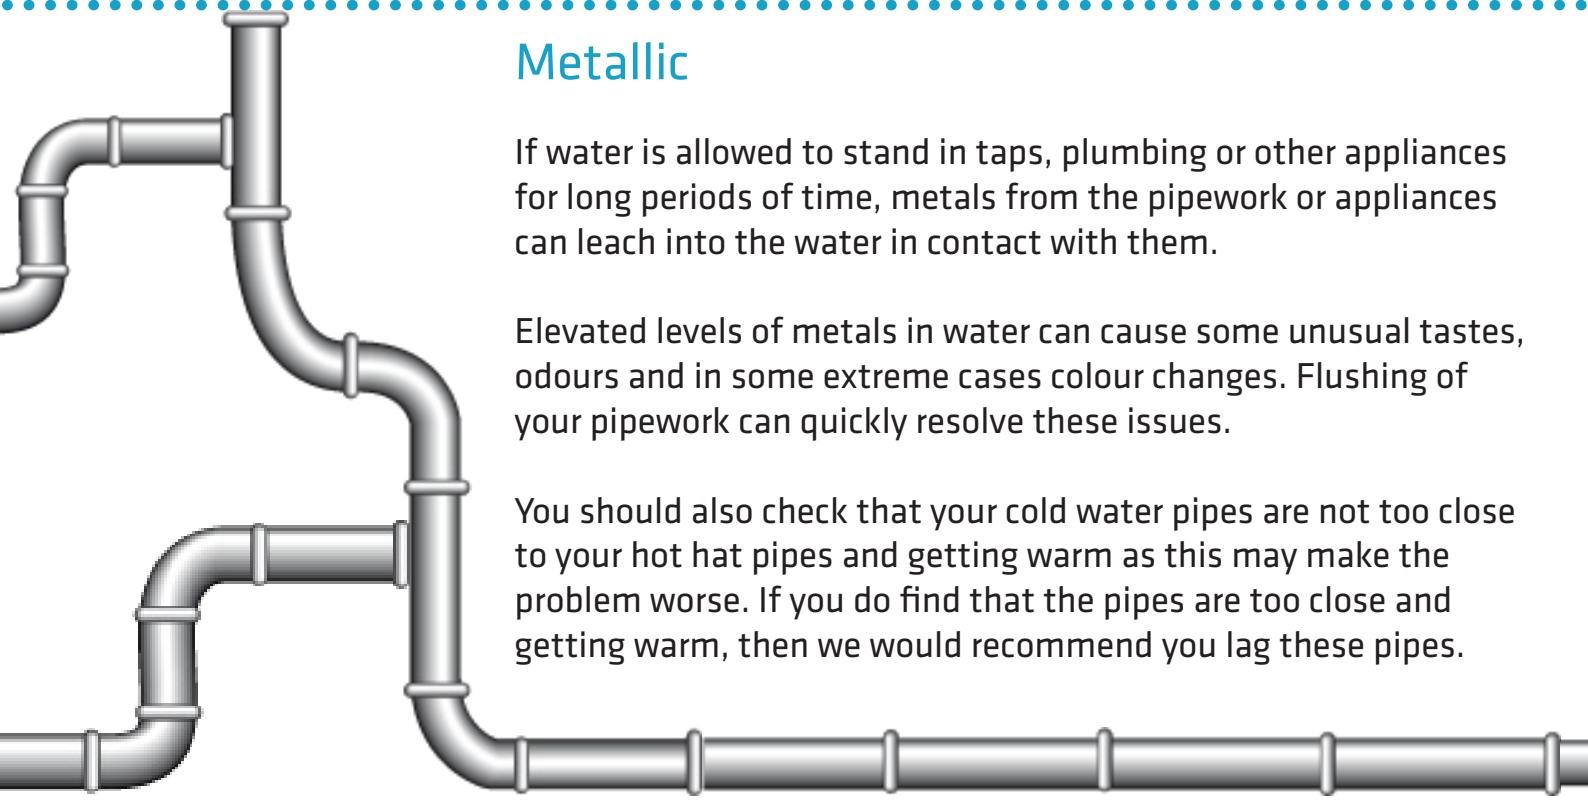 Metallic
If water is allowed to stand in taps, plumbing or other appliances
for long periods of time, metals from the pipework or appliances
can leach into the water in contact with them.
Elevated levels of metals in water can cause some unusual tastes,
odours and in some extreme cases colour changes. Flushing of
your pipework can quickly resolve these issues.
You should also check that your cold water pipes are not too close
to your hot hat pipes and getting warm as this may make the
problem worse. If you do find that the pipes are too close and
getting warm, then we would recommend you lag these pipes.